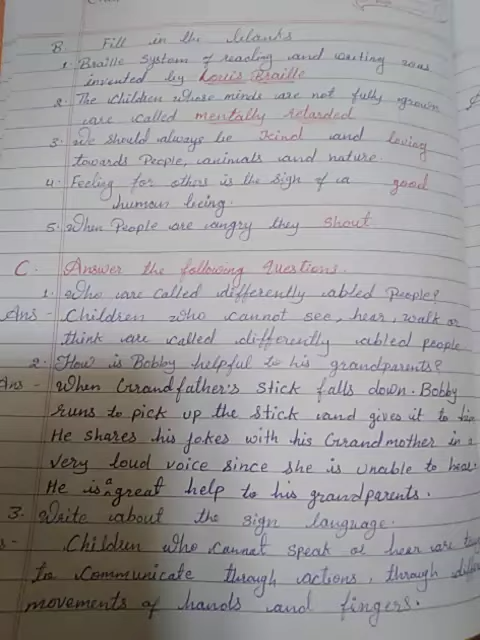 B. Fill in the blanks
1. Braille system of reading and writing was
invented by Louis Braille
2. The children whose minds are not fully grown
are called mentally retarded
3. We should always be kind and loving
towards People, animals and nature.
4. Feeling for others is the sign of a good
human being.
5. When People are angry they shout
C. Answer the following Questions.
1. Who are called differently abled People?
Ans - Children who cannot see, hear, walk or
think are called differently abled people
2. How is Bobby helpful to his grandparents?
Ans - When Grandfather's stick falls down. Bobby
runs to pick up the stick and gives it to him
He shares his jokes with his Grandmother in a
very loud voice since she is unable to hear.
He is a great help to his grandparents.
3. Write about the sign language.
Children who cannot speak or hear are
to communicate through actions, through
movements of hands and fingers.